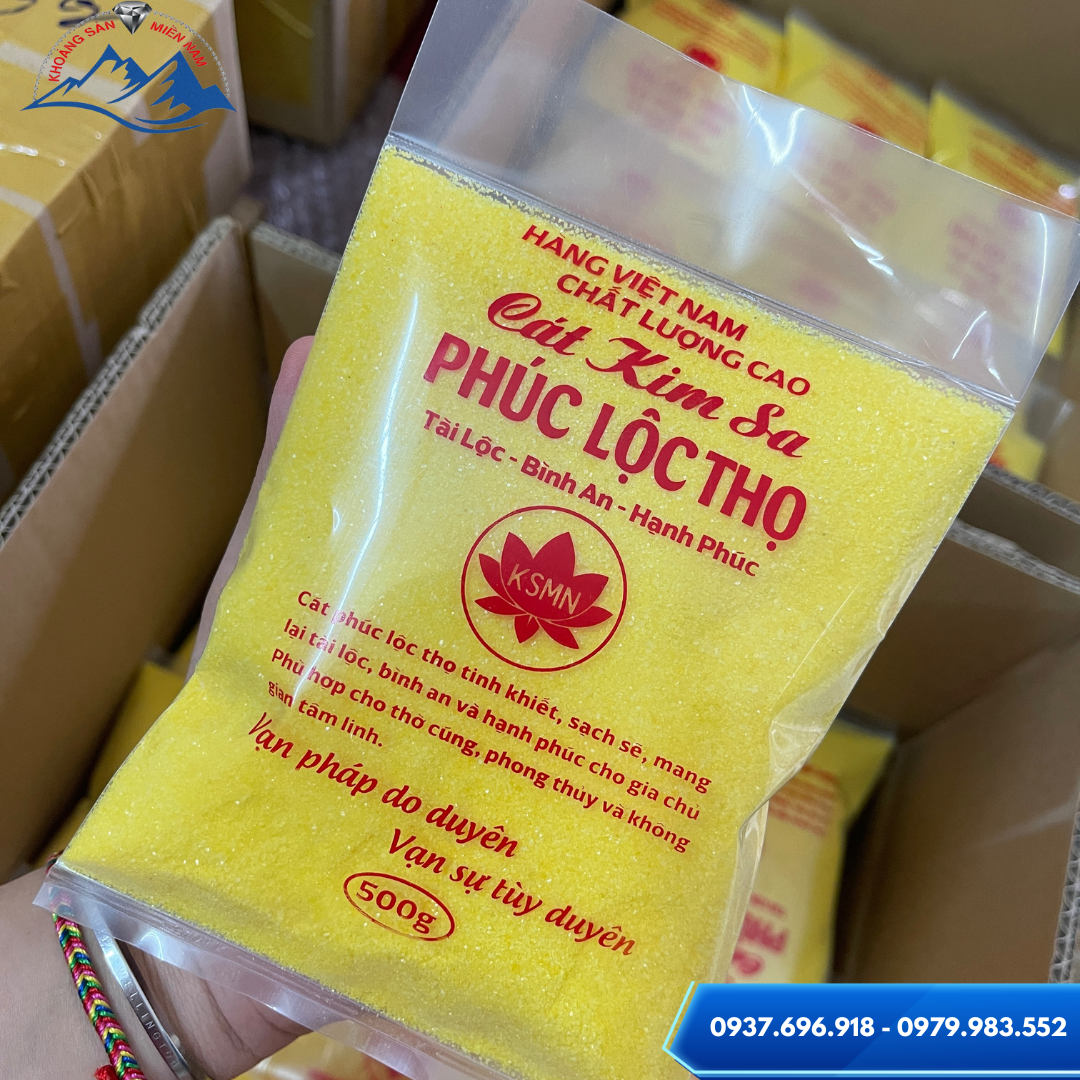 KHOÁNG SẢN MIỀN NAM
HÀNG VIỆT NAM
CHẤT LƯỢNG CAO
Cát Kim Sa
PHÚC LỘC THỌ
Tài Lộc - Bình An - Hạnh Phúc
KSMN
Cát phúc lộc thọ tinh khiết, sạch sẽ, mang
lại tài lộc, bình an và hạnh phúc cho gia chủ
Phù hợp cho thờ cúng, phong thủy và không
gian tâm linh.
Vạn pháp do duyên
Vạn sự tùy duyên
500g
0937.696.918 - 0979.983.552